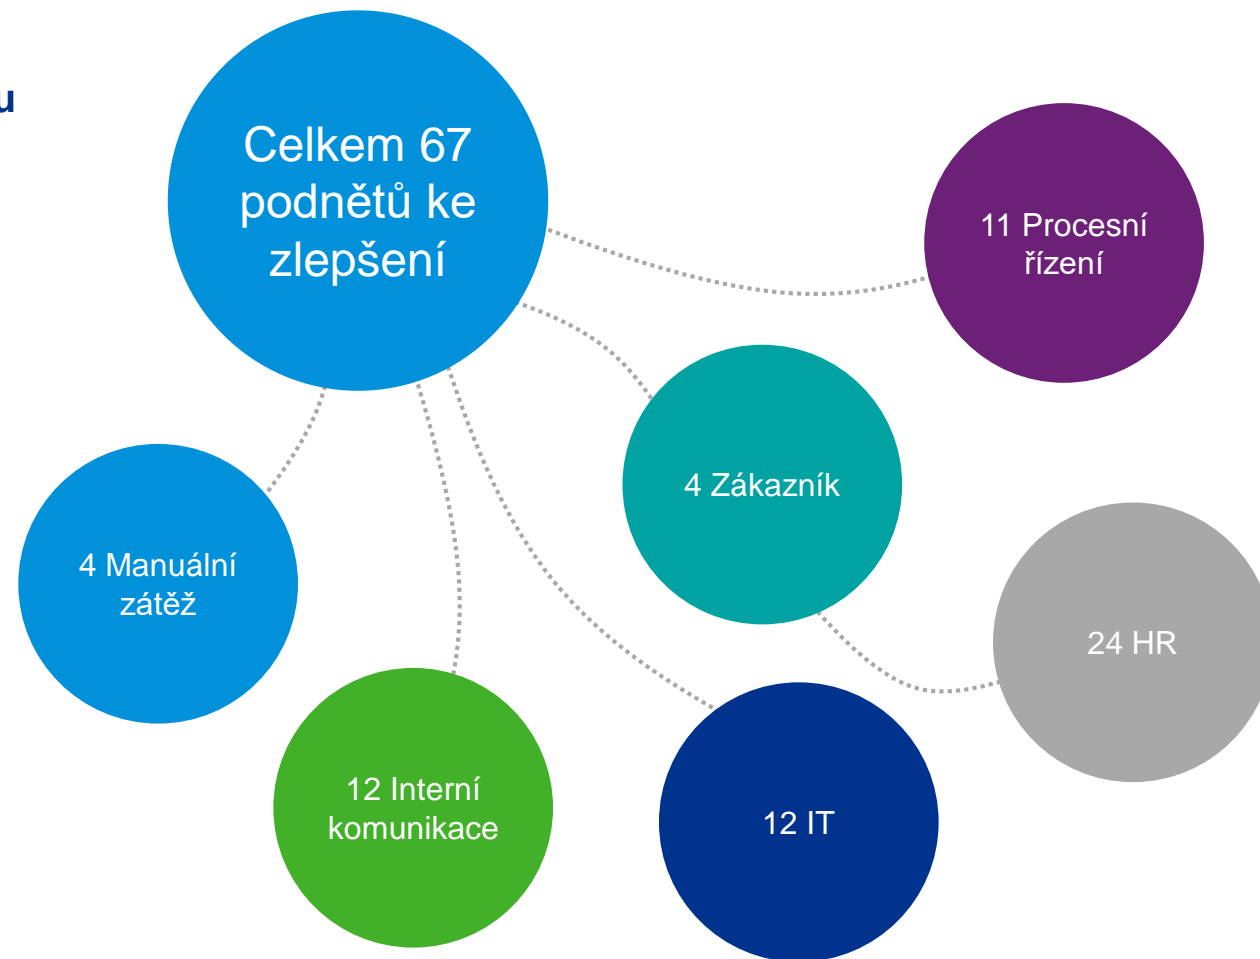 u
Celkem 67
podnětů ke
zlepšení
11 Procesní
řízení
4 Zákazník
4 Manuální
zátěž
24 HR
12 Interní
komunikace
12 IT